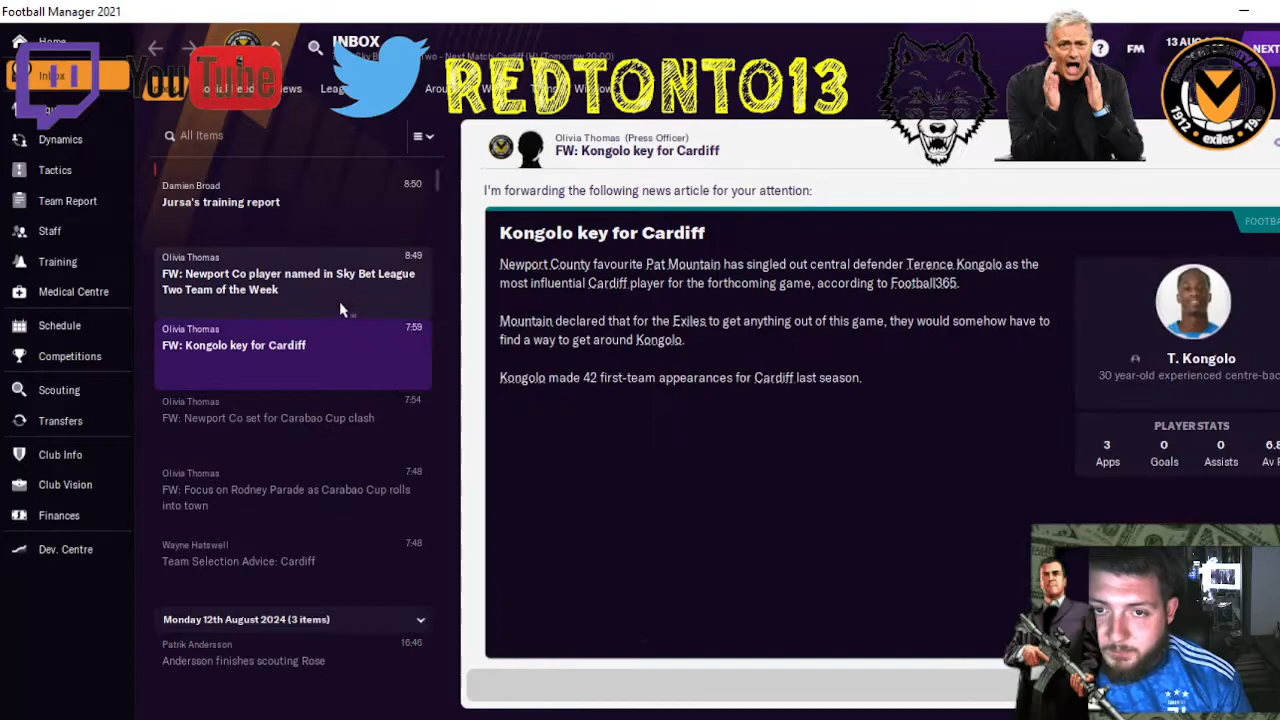 Football Manager 2021
Home
Inbox
Dynamics
Tactics
Team Report
Staff
Training
Medical Centre
Schedule
Competitions
Scouting
Transfers
Club Info
Club Vision
Finances
Dev. Centre
INBOX
Next Match: Cardiff (H) (Tomorrow 20:00)
FM
NEXT
YouTube
REDTONTO13
1912
exiles
All Items
Damien Broad
8:50
Jursa's training report
Olivia Thomas
8:49
FW: Newport Co player named in Sky Bet League
Two Team of the Week
Olivia Thomas
7:59
FW: Kongolo key for Cardiff
Olivia Thomas
7:54
FW: Newport Co set for Carabao Cup clash
Olivia Thomas
7:48
FW: Focus on Rodney Parade as Carabao Cup rolls
into town
Wayne Hatswell
7:48
Team Selection Advice: Cardiff
Monday 12th August 2024 (3 items)
Patrik Andersson
16:46
Andersson finishes scouting Rose
Olivia Thomas (Press Officer)
FW: Kongolo key for Cardiff
I'm forwarding the following news article for your attention:
Kongolo key for Cardiff
Newport County favourite Pat Mountain has singled out central defender Terence Kongolo as the
most influential Cardiff player for the forthcoming game, according to Football365.
Mountain declared that for the Exiles to get anything out of this game, they would somehow have to
find a way to get around Kongolo.
Kongolo made 42 first-team appearances for Cardiff last season.
T. Kongolo
30 year-old experienced centre-bac
PLAYER STATS
3
0
0
6.8
Apps
Goals
Assists